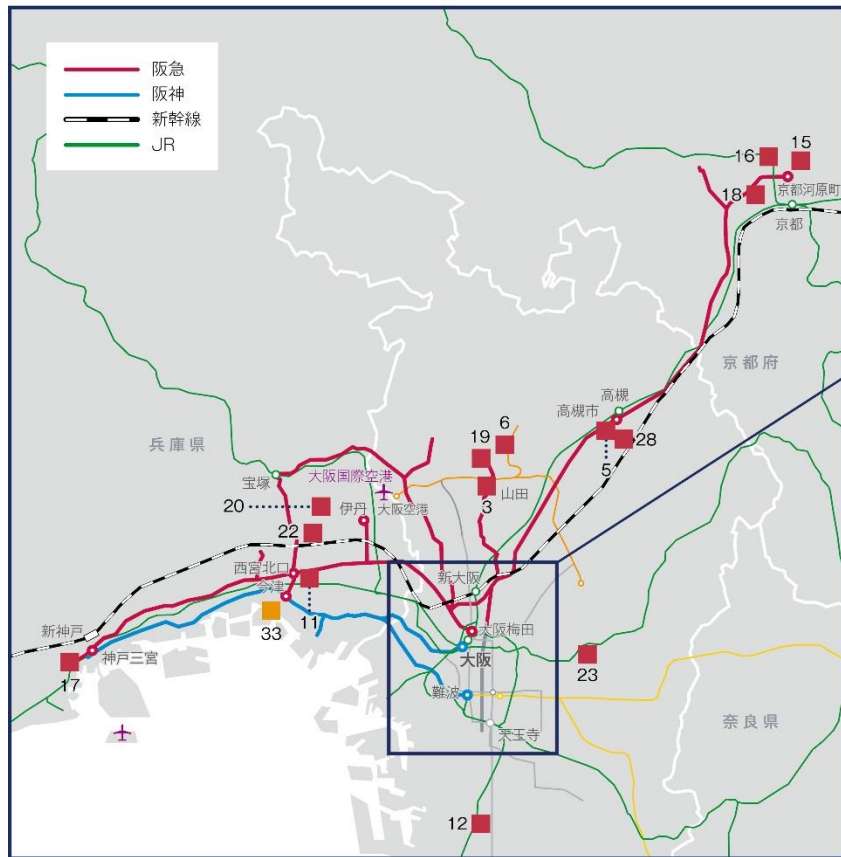 阪急
阪神
新幹線
JR
16
15
京都河原町
18
京都
京都府
高槻
高槻市
28
5
6
19
山田
3
兵庫県
宝塚
大阪国際空港
大阪空港
伊丹
20
22
西宮北口
今津
11
33
新大阪
大阪梅田
大阪
難波
天王寺
23
奈良県
新神戸
神戸三宮
17
12